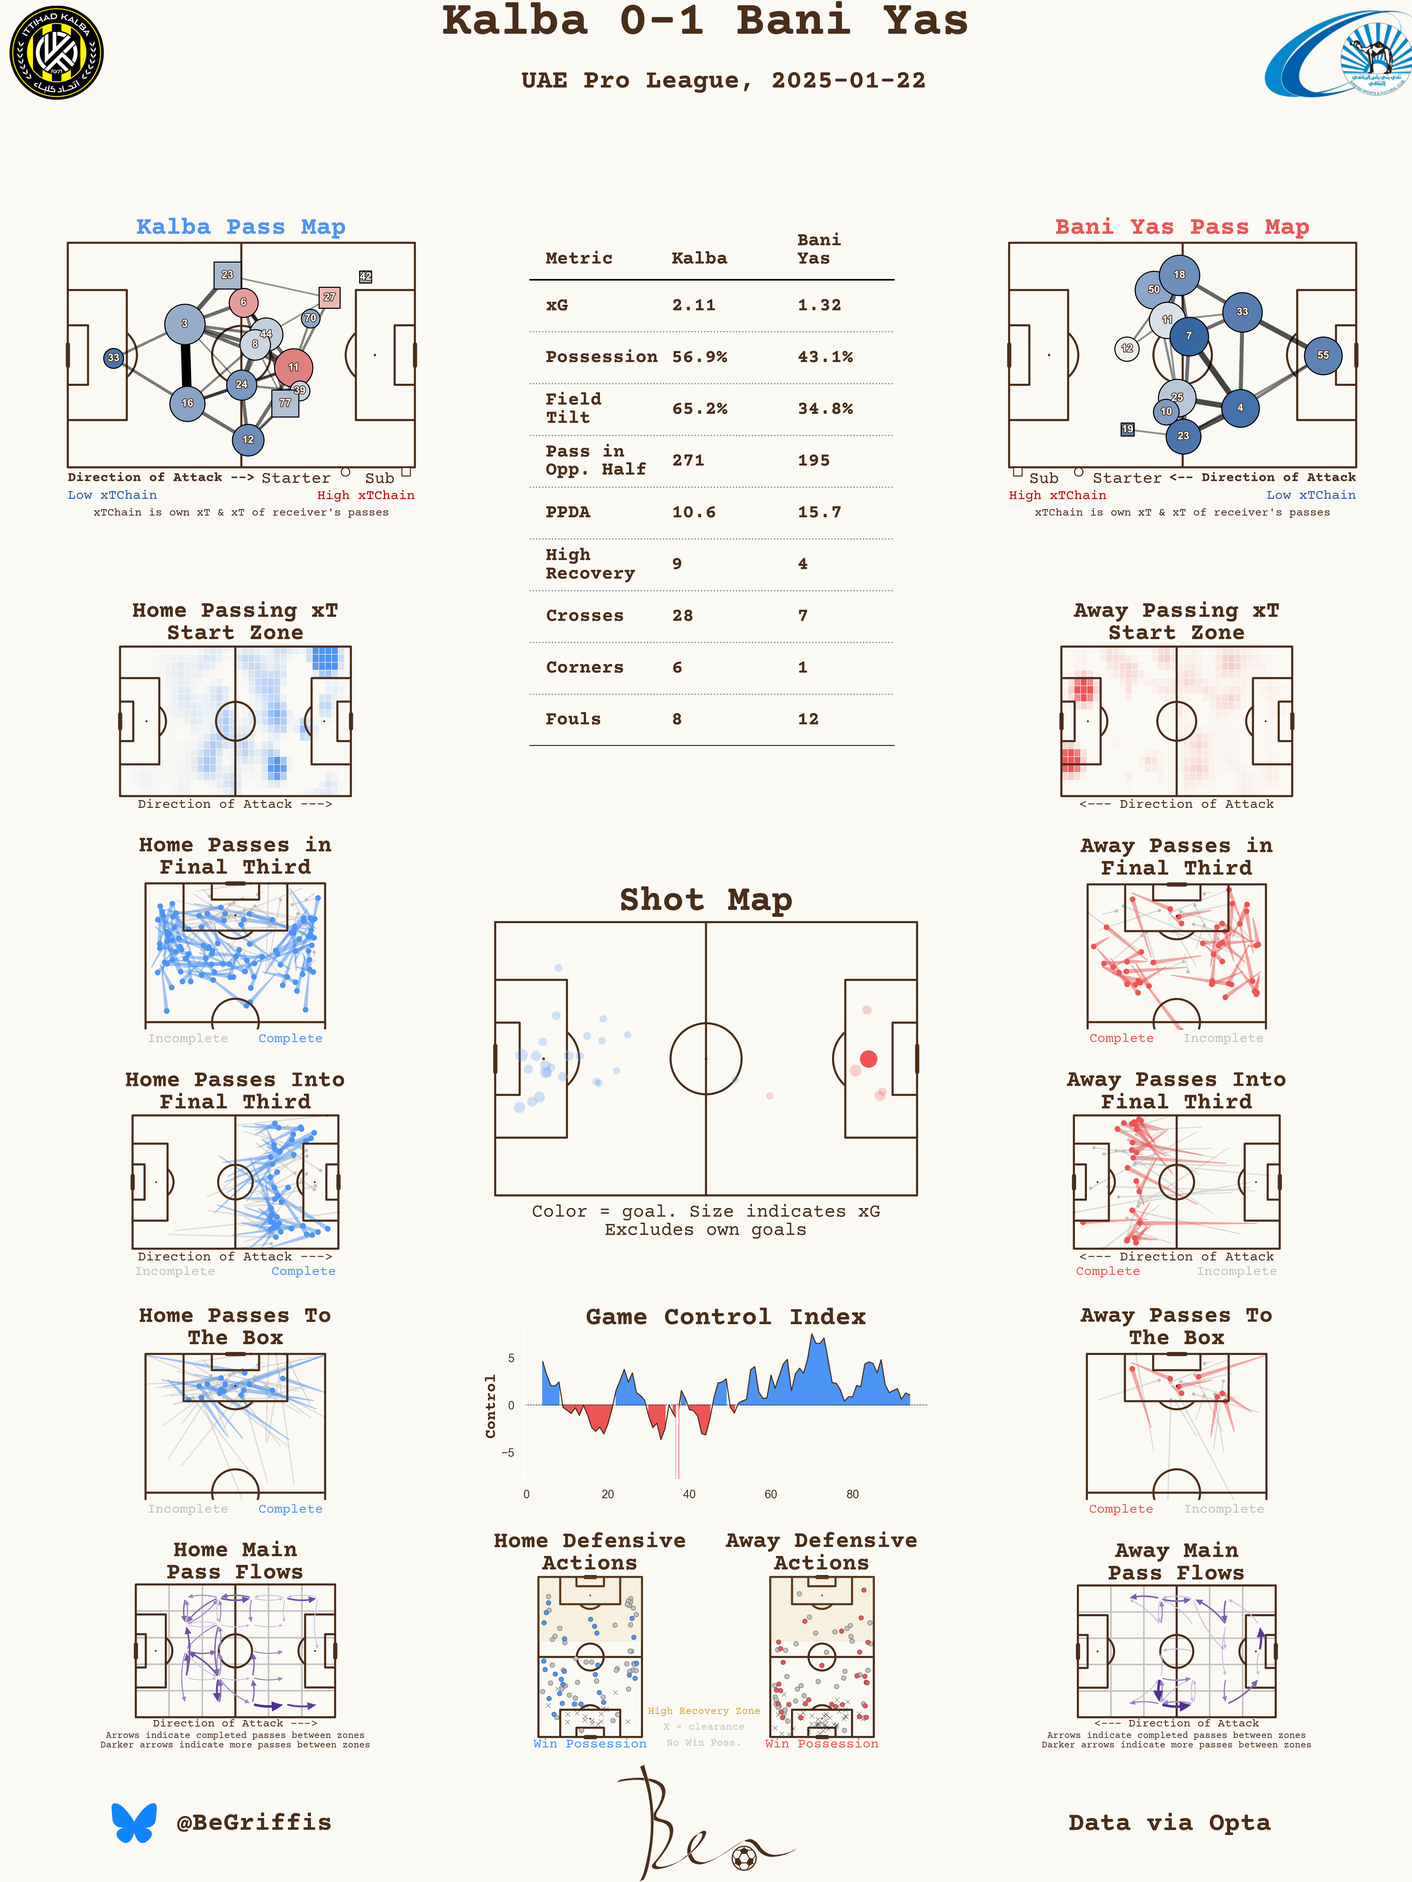 Kalba 0-1 Bani Yas
UAE Pro League, 2025-01-22
ITTIHAD KALBA
1971
Kalba Pass Map
23
42
27
6
70
3
44
8
33
11
24
39
16
77
12
Direction of Attack --> Starter Sub
Low xTChain High xTChain
xTChain is own xT & xT of receiver's passes
Metric Kalba Bani Yas
xG 2.11 1.32
Possession 56.9% 43.1%
Field Tilt 65.2% 34.8%
Pass in Opp. Half 271 195
PPDA 10.6 15.7
High Recovery 9 4
Crosses 28 7
Corners 6 1
Fouls 8 12
Bani Yas Pass Map
18
50
33
11
7
12
55
25
4
10
19
23
Sub Starter <-- Direction of Attack
High xTChain Low xTChain
xTChain is own xT & xT of receiver's passes
Home Passing xT
Start Zone
Direction of Attack --->
Away Passing xT
Start Zone
<--- Direction of Attack
Home Passes in
Final Third
Incomplete Complete
Away Passes in
Final Third
Complete Incomplete
Shot Map
Color = goal. Size indicates xG
Excludes own goals
Home Passes Into
Final Third
Direction of Attack --->
Incomplete Complete
Away Passes Into
Final Third
<--- Direction of Attack
Complete Incomplete
Home Passes To
The Box
Incomplete Complete
Game Control Index
Control
5
0
−5
0 20 40 60 80
Away Passes To
The Box
Complete Incomplete
Home Main
Pass Flows
Direction of Attack --->
Arrows indicate completed passes between zones
Darker arrows indicate more passes between zones
Home Defensive
Actions
Win Possession
Away Defensive
Actions
Win Possession
High Recovery Zone
X = clearance
No Win Poss.
Away Main
Pass Flows
<--- Direction of Attack
Arrows indicate completed passes between zones
Darker arrows indicate more passes between zones
@BeGriffis
Ben
Data via Opta